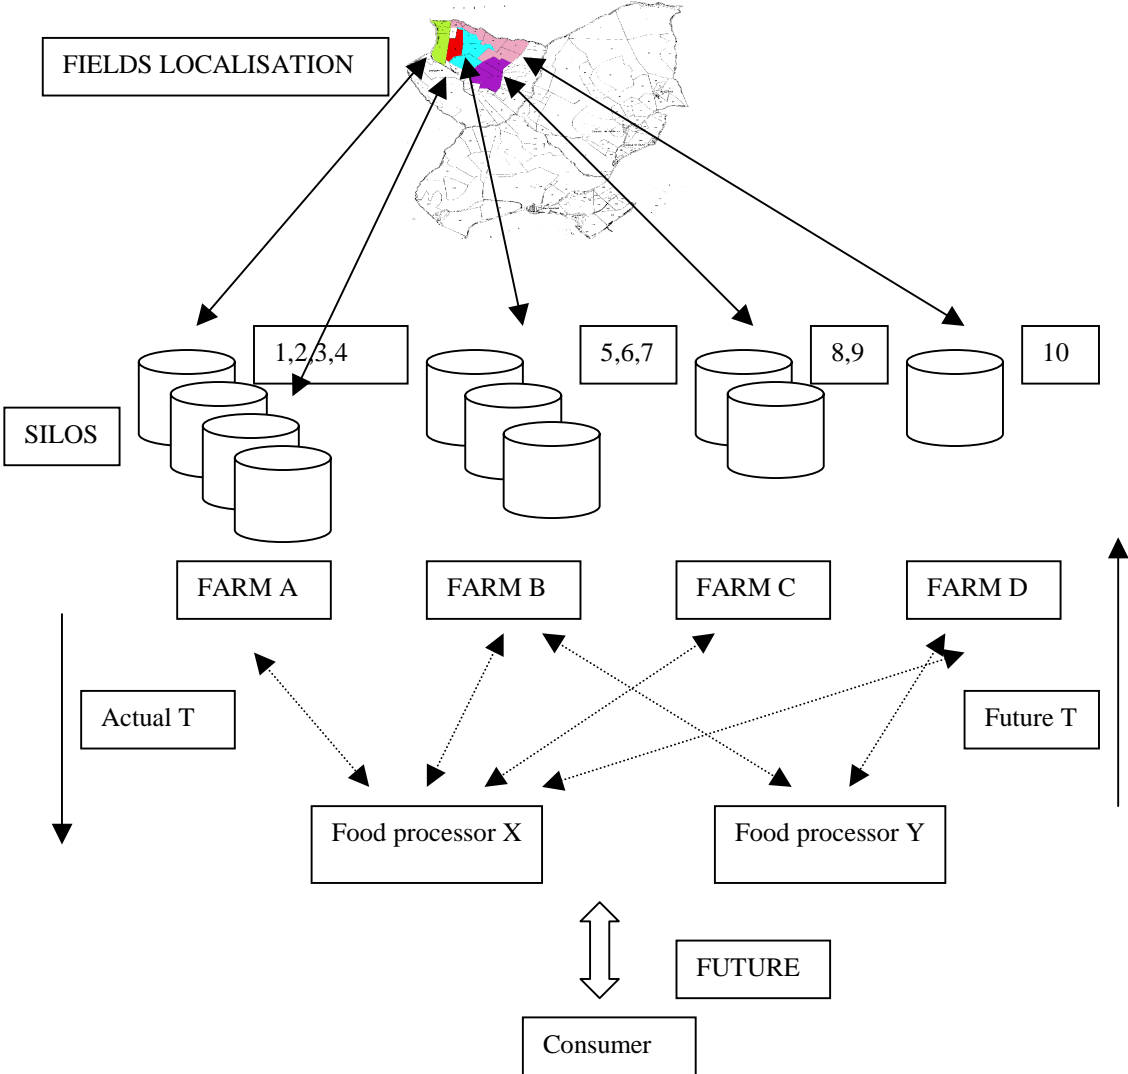 FIELDS LOCALISATION
1,2,3,4
5,6,7
8,9
10
SILOS
FARM A
FARM B
FARM C
FARM D
Actual T
Future T
Food processor X
Food processor Y
FUTURE
Consumer